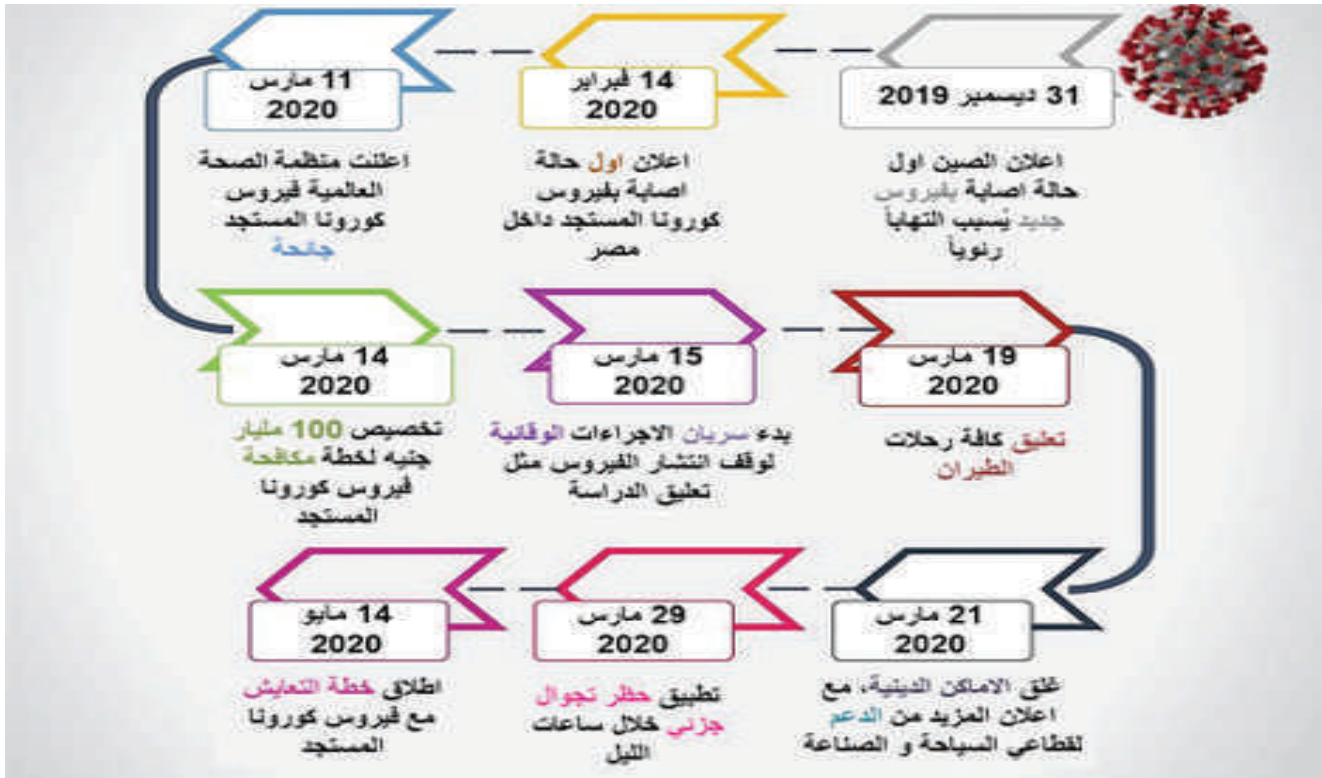 31 ديسمبر 2019
اعلان الصين اول
حالة اصابة بفيروس
جديد يُسبب التهاباً
رئوياً
14 فبراير
2020
اعلان اول حالة
اصابة بفيروس
كورونا المستجد داخل
مصر
11 مارس
2020
اعلنت منظمة الصحة
العالمية فيروس
كورونا المستجد
جائحة
14 مارس
2020
تخصيص 100 مليار
جنيه لخطة مكافحة
فيروس كورونا
المستجد
15 مارس
2020
بدء سريان الاجراءات الوقائية
لوقف انتشار الفيروس مثل
تعليق الدراسة
19 مارس
2020
تعليق كافة رحلات
الطيران
21 مارس
2020
غلق الاماكن الدينية، مع
اعلان المزيد من الدعم
لقطاعي السياحة و الصناعة
29 مارس
2020
تطبيق حظر تجوال
جزئي خلال ساعات
الليل
14 مايو
2020
اطلاق خطة التعايش
مع فيروس كورونا
المستجد